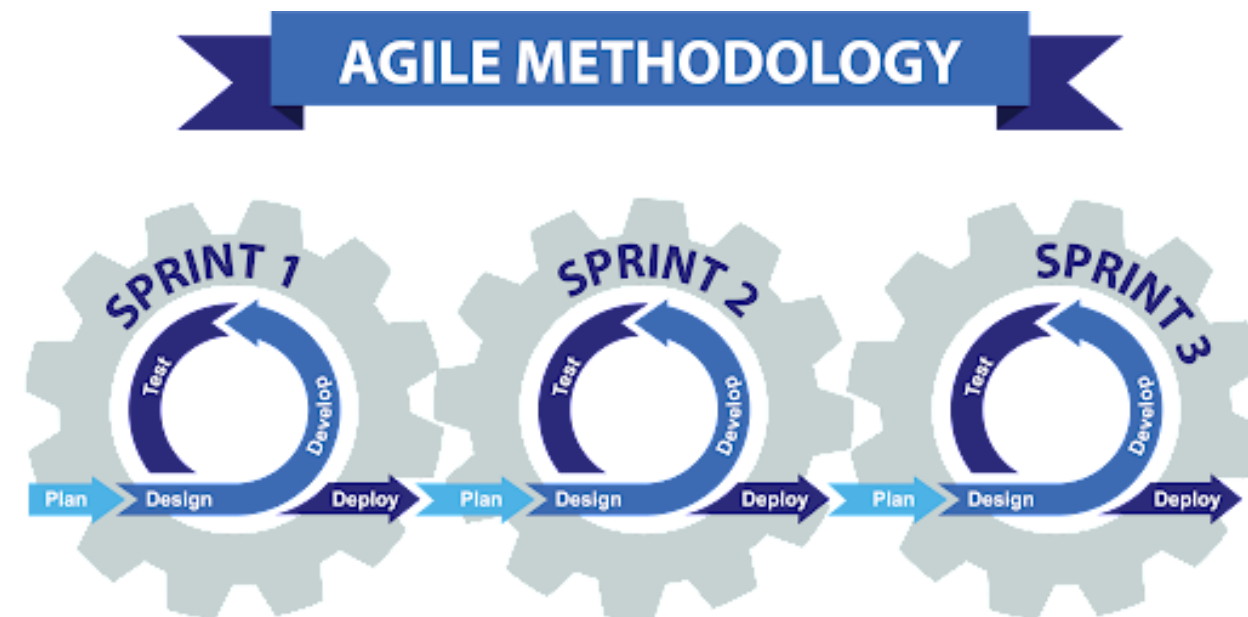 AGILE METHODOLOGY
SPRINT 1
Test
Develop
Plan
Design
Deploy
SPRINT 2
Test
Develop
Plan
Design
Deploy
SPRINT 3
Test
Develop
Plan
Design
Deploy